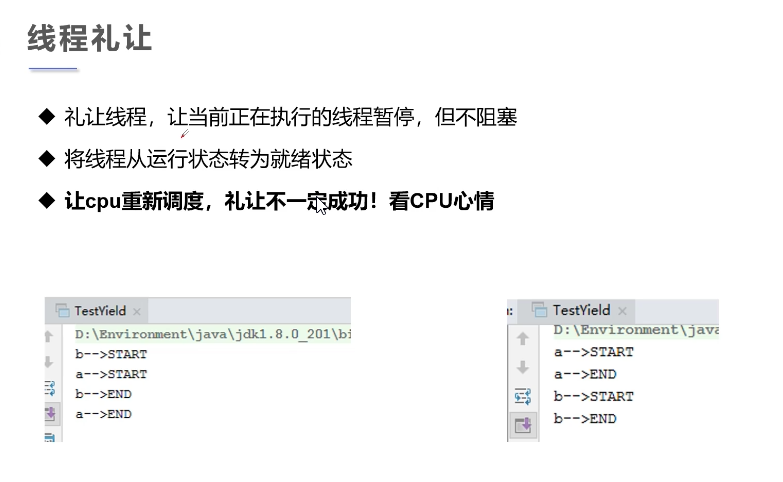 线程礼让
◆ 礼让线程，让当前正在执行的线程暂停，但不阻塞
◆ 将线程从运行状态转为就绪状态
◆ 让cpu重新调度，礼让不一定成功！看CPU心情
TestYield ×
D:\Environment\java\jdk1.8.0_201\bi
b-->START
a-->START
b-->END
a-->END
TestYield ×
D:\Environment\java
a-->START
a-->END
b-->START
b-->END